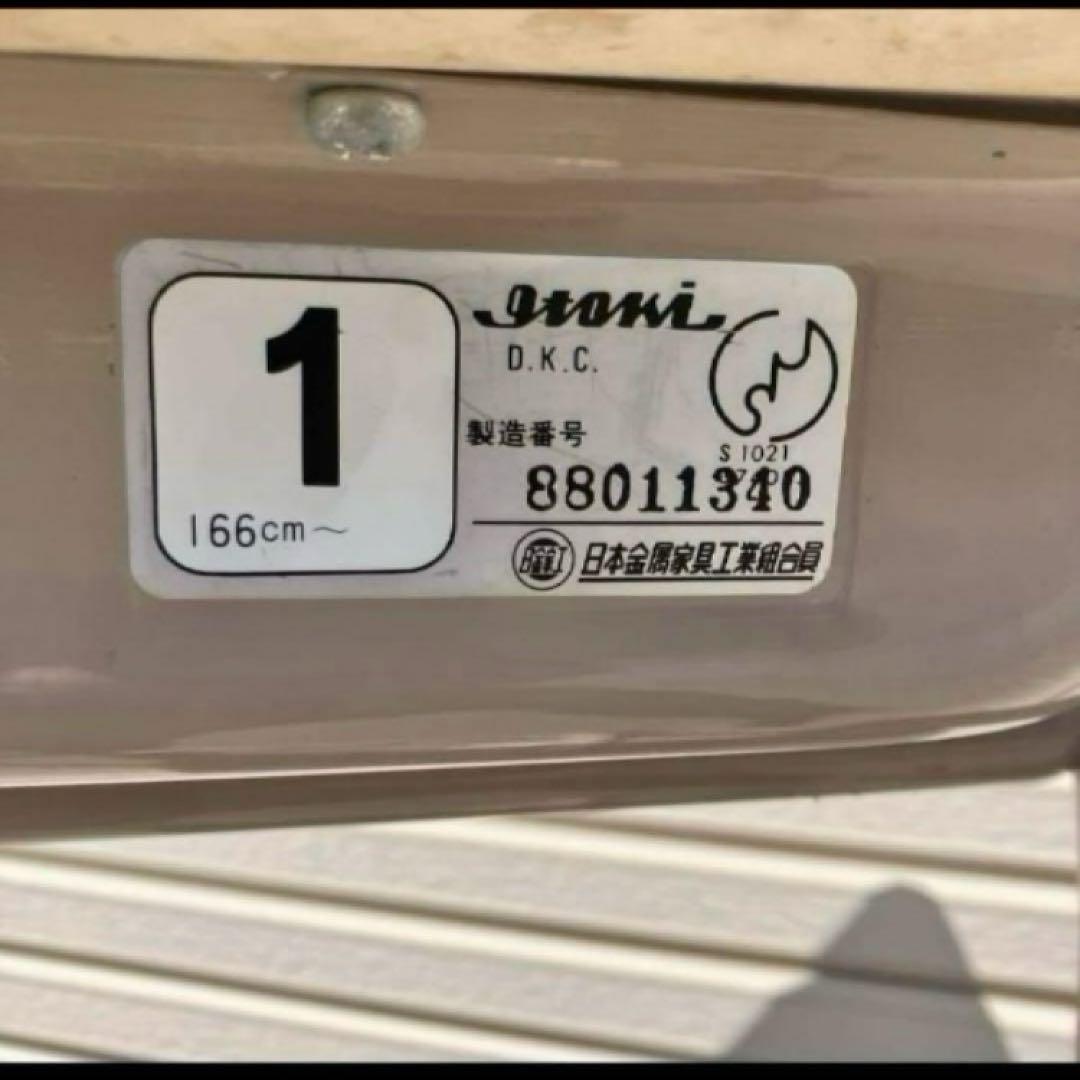 1
166cm～
Itoki
D.K.C.
S 1021
製造番号
88011340
日本金属家具工業組合員